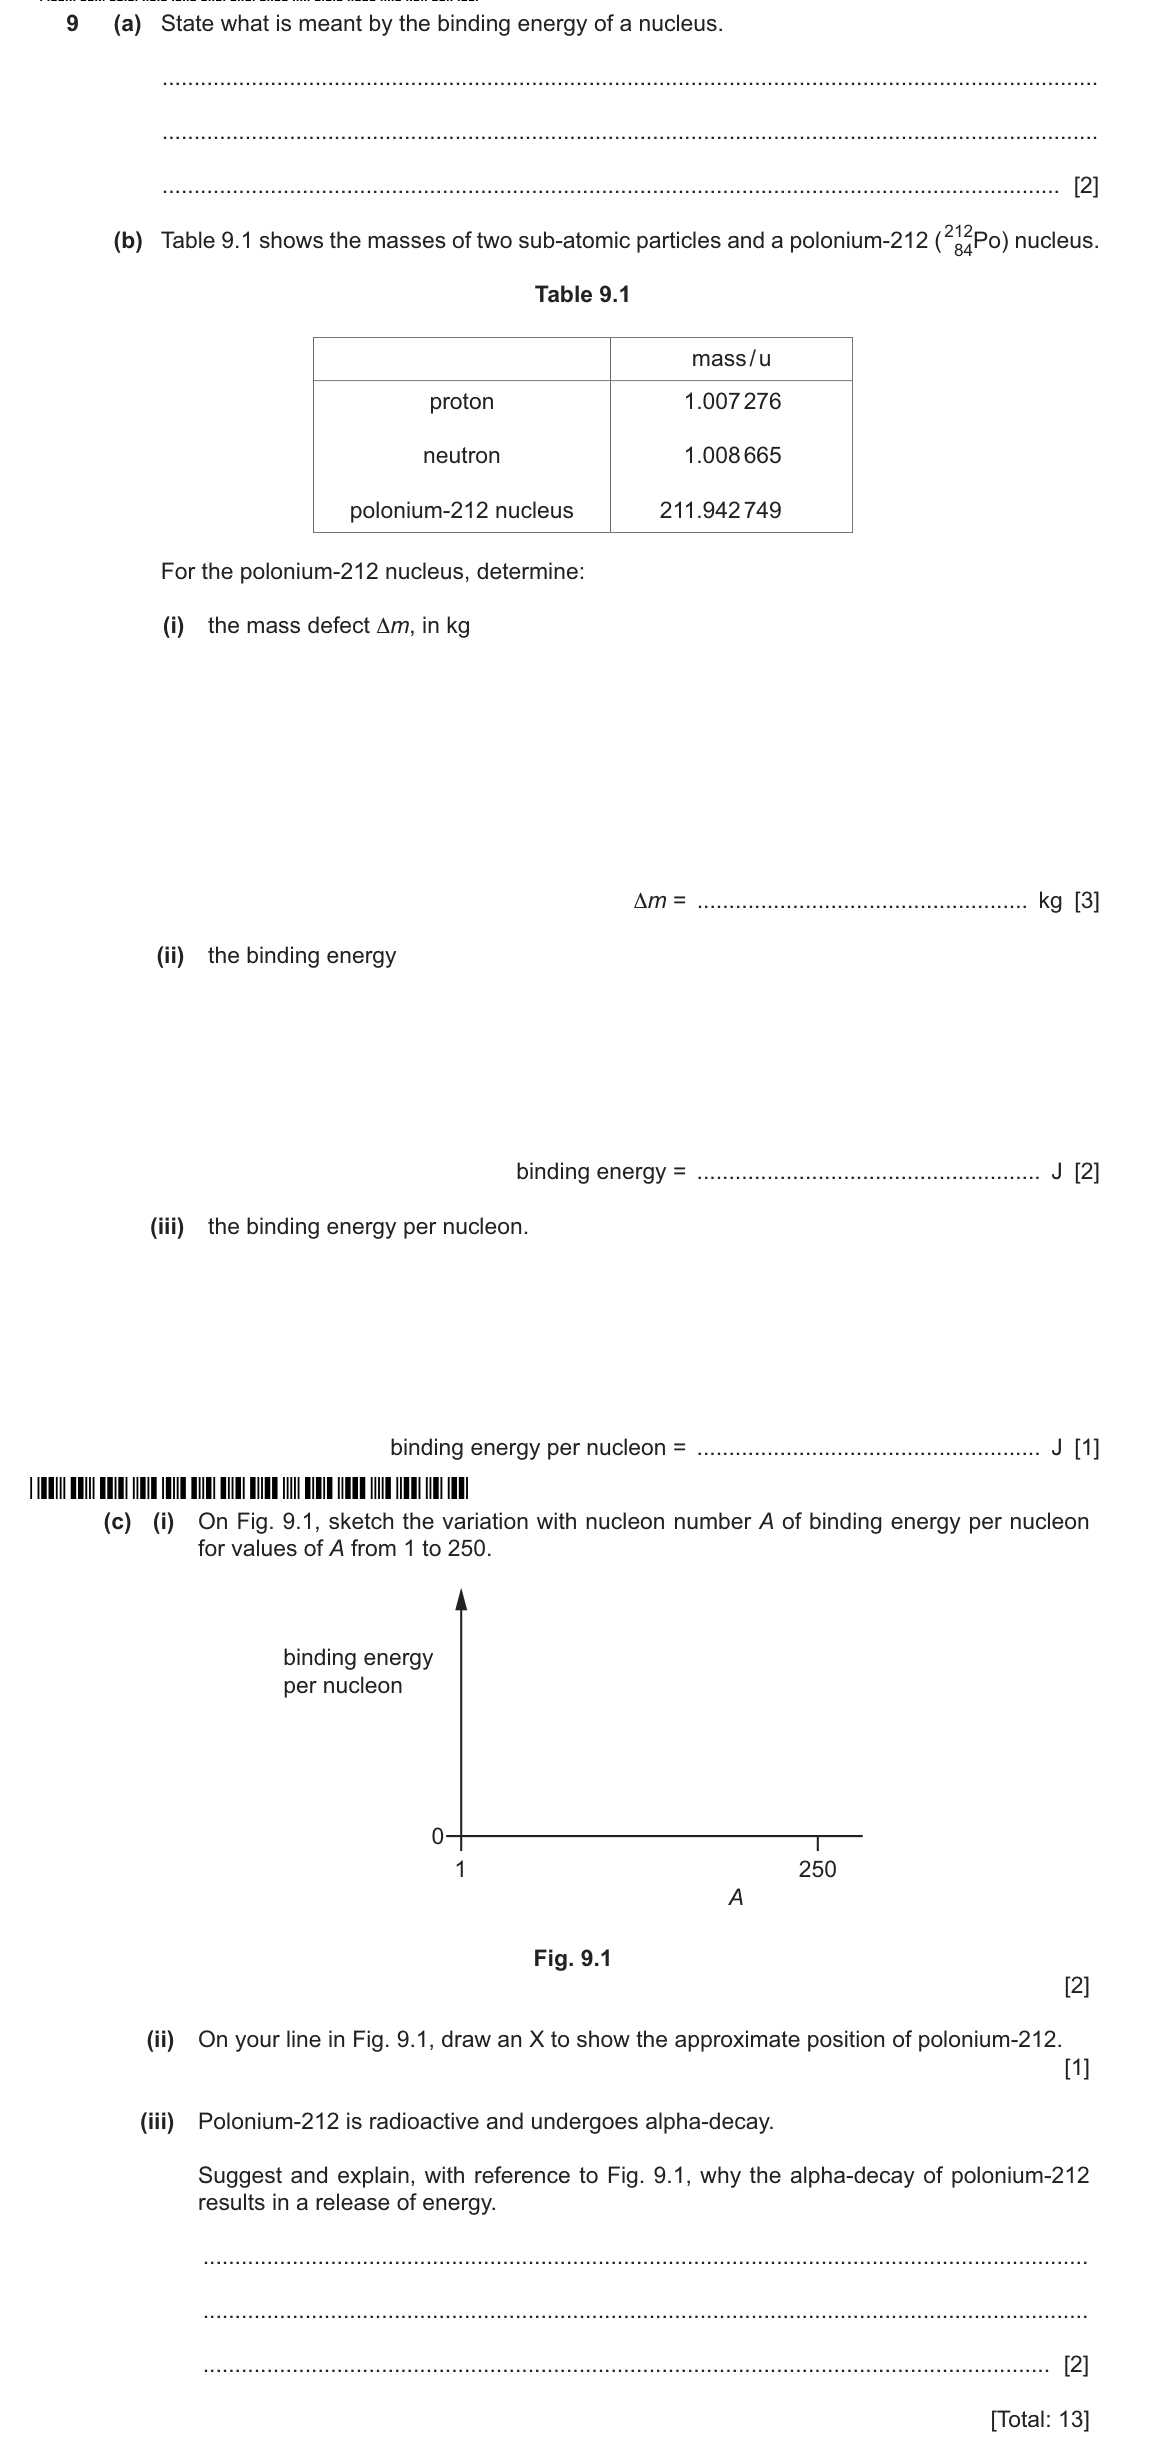 9 (a) State what is meant by the binding energy of a nucleus.
..........................................................................................................................................
..........................................................................................................................................
.................................................................................................................................... [2]
(b) Table 9.1 shows the masses of two sub-atomic particles and a polonium-212 (²¹²₈₄Po) nucleus.
Table 9.1
mass / u
proton 1.007 276
neutron 1.008 665
polonium-212 nucleus 211.942 749
For the polonium-212 nucleus, determine:
(i) the mass defect Δm, in kg
Δm = .................................................... kg [3]
(ii) the binding energy
binding energy = .................................................... J [2]
(iii) the binding energy per nucleon.
binding energy per nucleon = .................................................... J [1]
(c) (i) On Fig. 9.1, sketch the variation with nucleon number A of binding energy per nucleon
for values of A from 1 to 250.
binding energy
per nucleon
0
1 250
A
Fig. 9.1
[2]
(ii) On your line in Fig. 9.1, draw an X to show the approximate position of polonium-212.
[1]
(iii) Polonium-212 is radioactive and undergoes alpha-decay.
Suggest and explain, with reference to Fig. 9.1, why the alpha-decay of polonium-212
results in a release of energy.
..........................................................................................................................................
..........................................................................................................................................
.................................................................................................................................... [2]
[Total: 13]